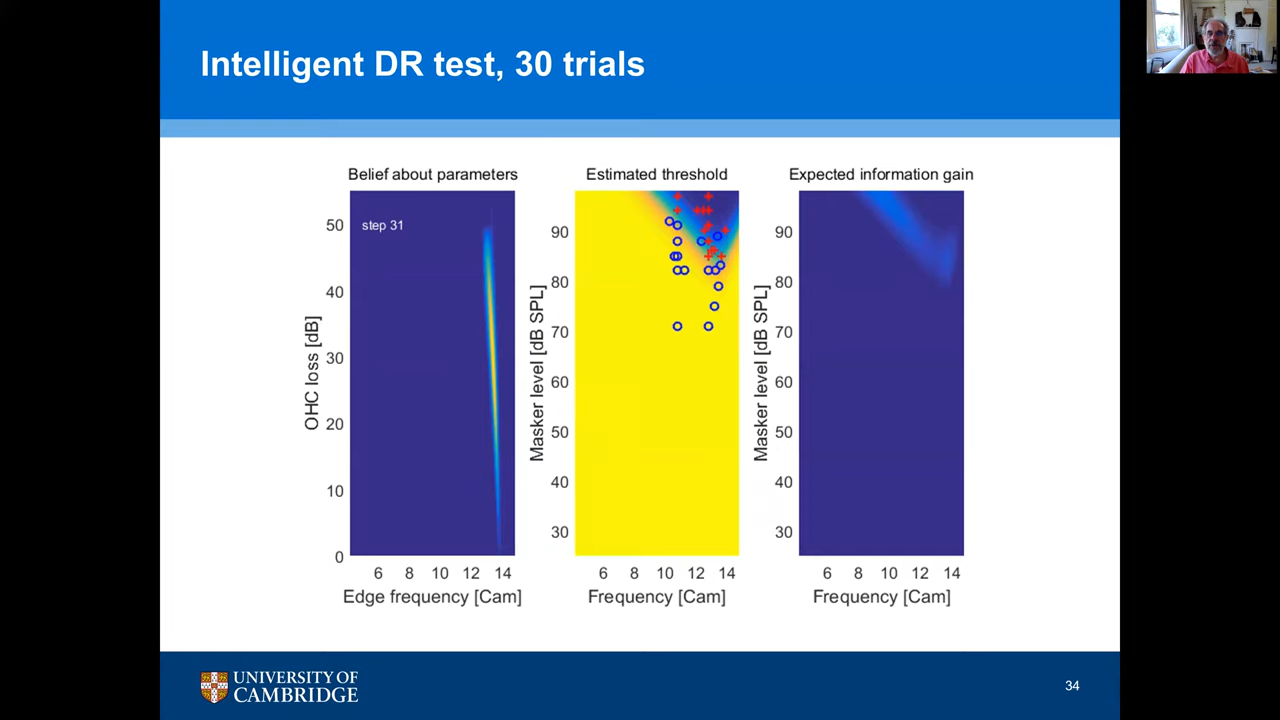 Intelligent DR test, 30 trials
Belief about parameters
step 31
50
40
30
20
10
0
OHC loss [dB]
6 8 10 12 14
Edge frequency [Cam]
Estimated threshold
90
80
70
60
50
40
30
Masker level [dB SPL]
6 8 10 12 14
Frequency [Cam]
Expected information gain
90
80
70
60
50
40
30
Masker level [dB SPL]
6 8 10 12 14
Frequency [Cam]
UNIVERSITY OF
CAMBRIDGE
34